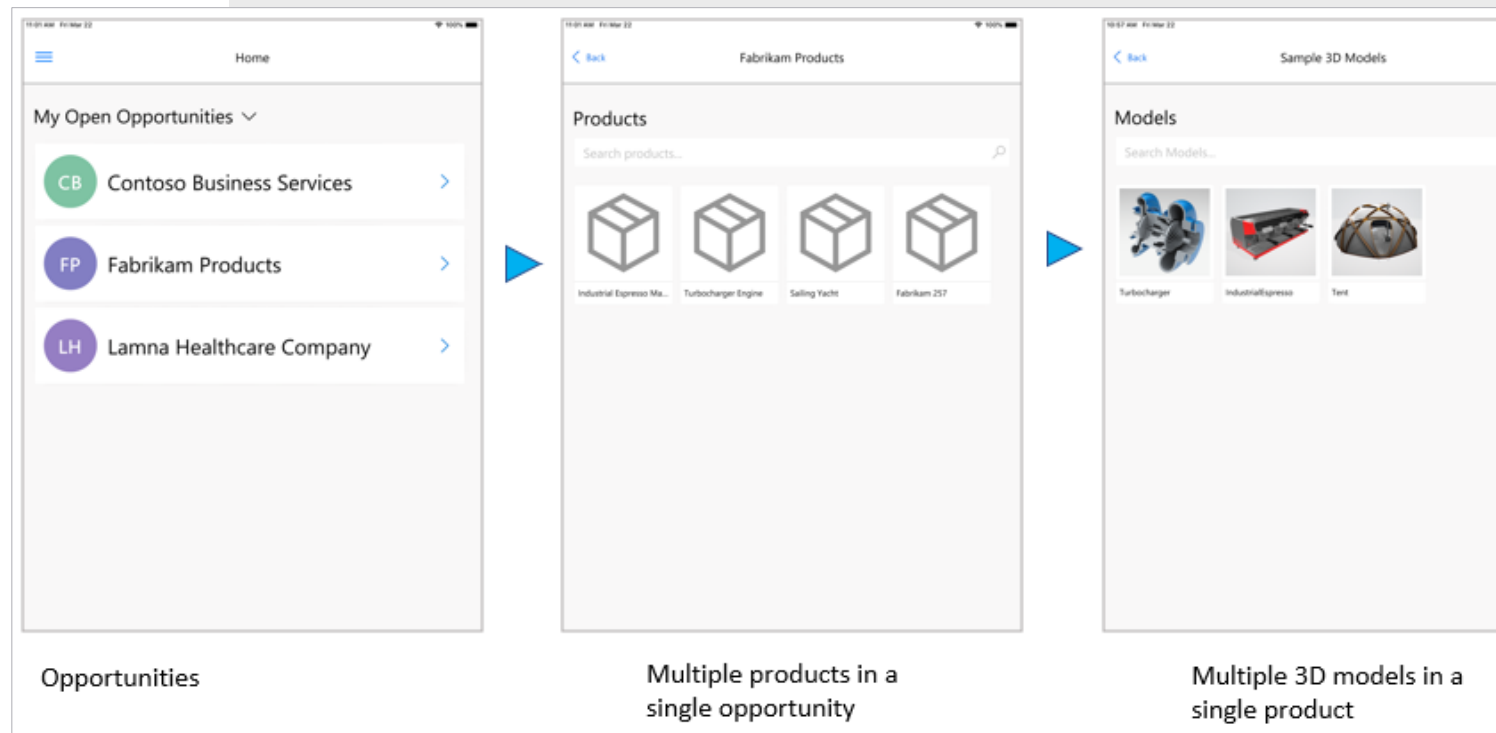 11:01 AM Fri Mar 22
100%
Home
My Open Opportunities
CB
Contoso Business Services
FP
Fabrikam Products
LH
Lamna Healthcare Company
Opportunities
11:01 AM Fri Mar 22
100%
Back
Fabrikam Products
Products
Search products...
Industrial Espresso Ma...
Turbocharger Engine
Sailing Yacht
Fabrikam 257
Multiple products in a
single opportunity
10:57 AM Fri Mar 22
Back
Sample 3D Models
Models
Search Models...
Turbocharger
IndustrialEspresso
Tent
Multiple 3D models in a
single product